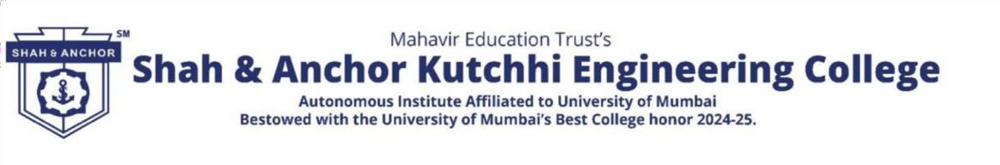 SM
SHAH & ANCHOR
Mahavir Education Trust's
Shah & Anchor Kutchhi Engineering College
Autonomous Institute Affiliated to University of Mumbai
Bestowed with the University of Mumbai's Best College honor 2024-25.